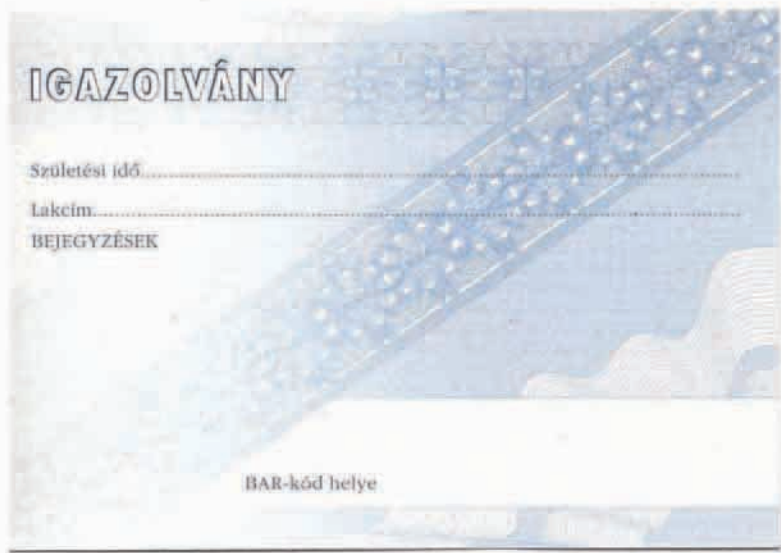 IGAZOLVÁNY
Születési idő........................................................................
Lakcím........................................................................
BEJEGYZÉSEK
BAR-kód helye